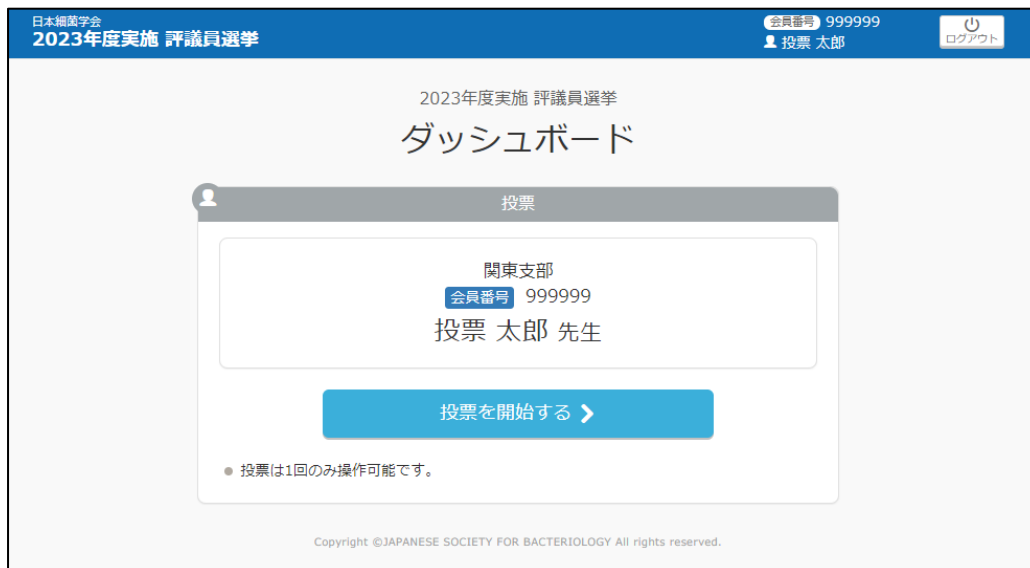 日本細菌学会
2023年度実施 評議員選挙
会員番号 999999
投票 太郎
ログアウト
2023年度実施 評議員選挙
ダッシュボード
投票
関東支部
会員番号 999999
投票 太郎 先生
投票を開始する
投票は1回のみ操作可能です。
Copyright ©JAPANESE SOCIETY FOR BACTERIOLOGY All rights reserved.